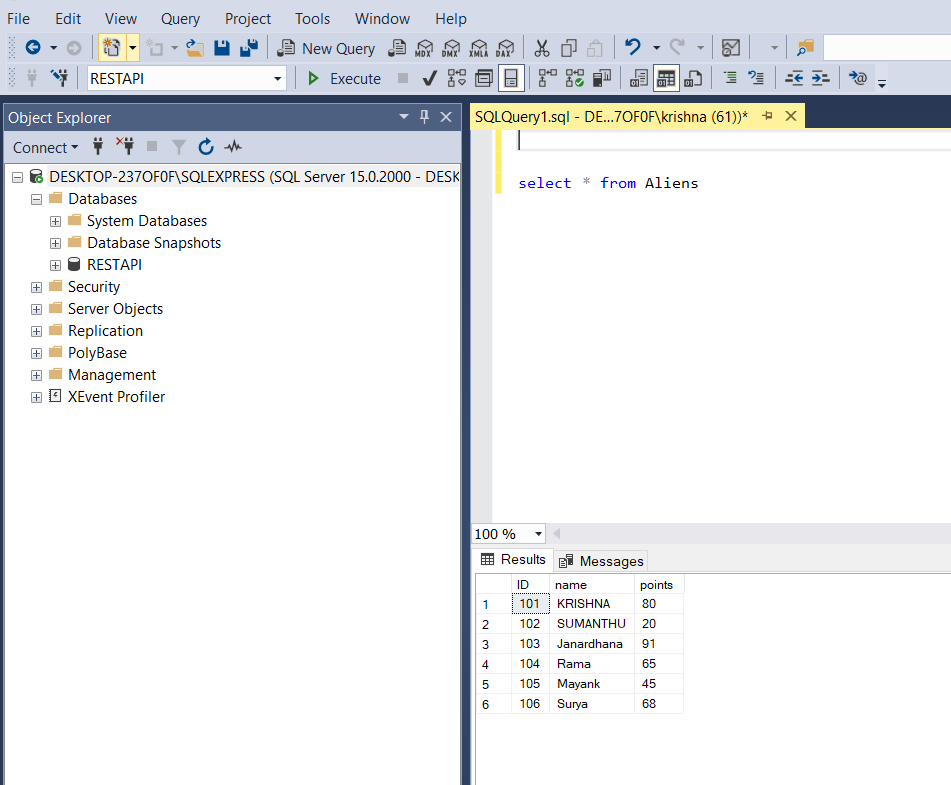 File Edit View Query Project Tools Window Help
New Query MDX DMX XMLA DAX
RESTAPI Execute
Object Explorer
Connect
DESKTOP-237OF0F\SQLEXPRESS (SQL Server 15.0.2000 - DESK
Databases
System Databases
Database Snapshots
RESTAPI
Security
Server Objects
Replication
PolyBase
Management
XEvent Profiler
SQLQuery1.sql - DE...7OF0F\krishna (61))*
select * from Aliens
100 %
Results Messages
ID name points
1 101 KRISHNA 80
2 102 SUMANTHU 20
3 103 Janardhana 91
4 104 Rama 65
5 105 Mayank 45
6 106 Surya 68